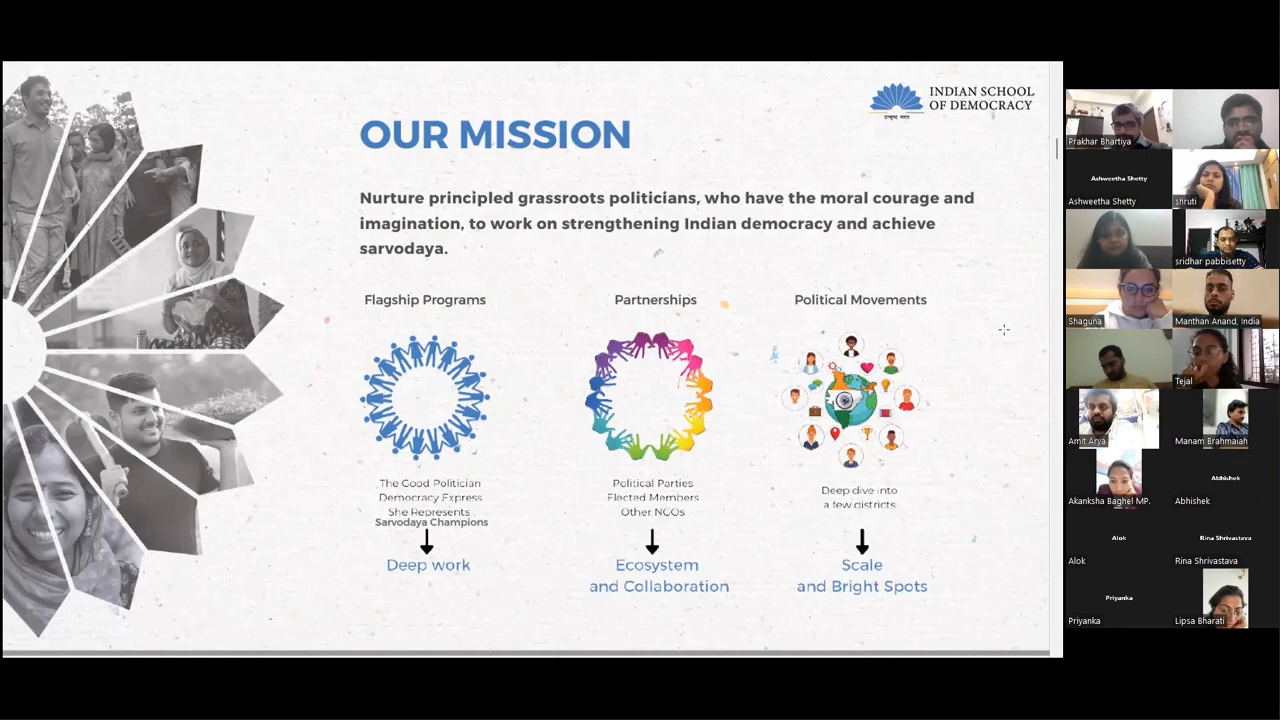 INDIAN SCHOOL
OF DEMOCRACY
OUR MISSION
Nurture principled grassroots politicians, who have the moral courage and
imagination, to work on strengthening Indian democracy and achieve
sarvodaya.
Flagship Programs
Partnerships
Political Movements
The Good Politician
Democracy Express
She Represents
Sarvodaya Champions
Political Parties
Elected Members
Other NGOs
Deep dive into
a few districts
Deep work
Ecosystem
and Collaboration
Scale
and Bright Spots
Prakhar Bhartiya
Ashweetha Shetty
Ashweetha Shetty
shruti
sridhar pabbisetty
Shaguna
Manthan Anand, India
Tejal
Amit Arya
Manam Brahmaiah
Akanksha Baghel MP.
Abhishek
Abhishek
Alok
Alok
Rina Shrivastava
Rina Shrivastava
Priyanka
Priyanka
Lipsa Bharati